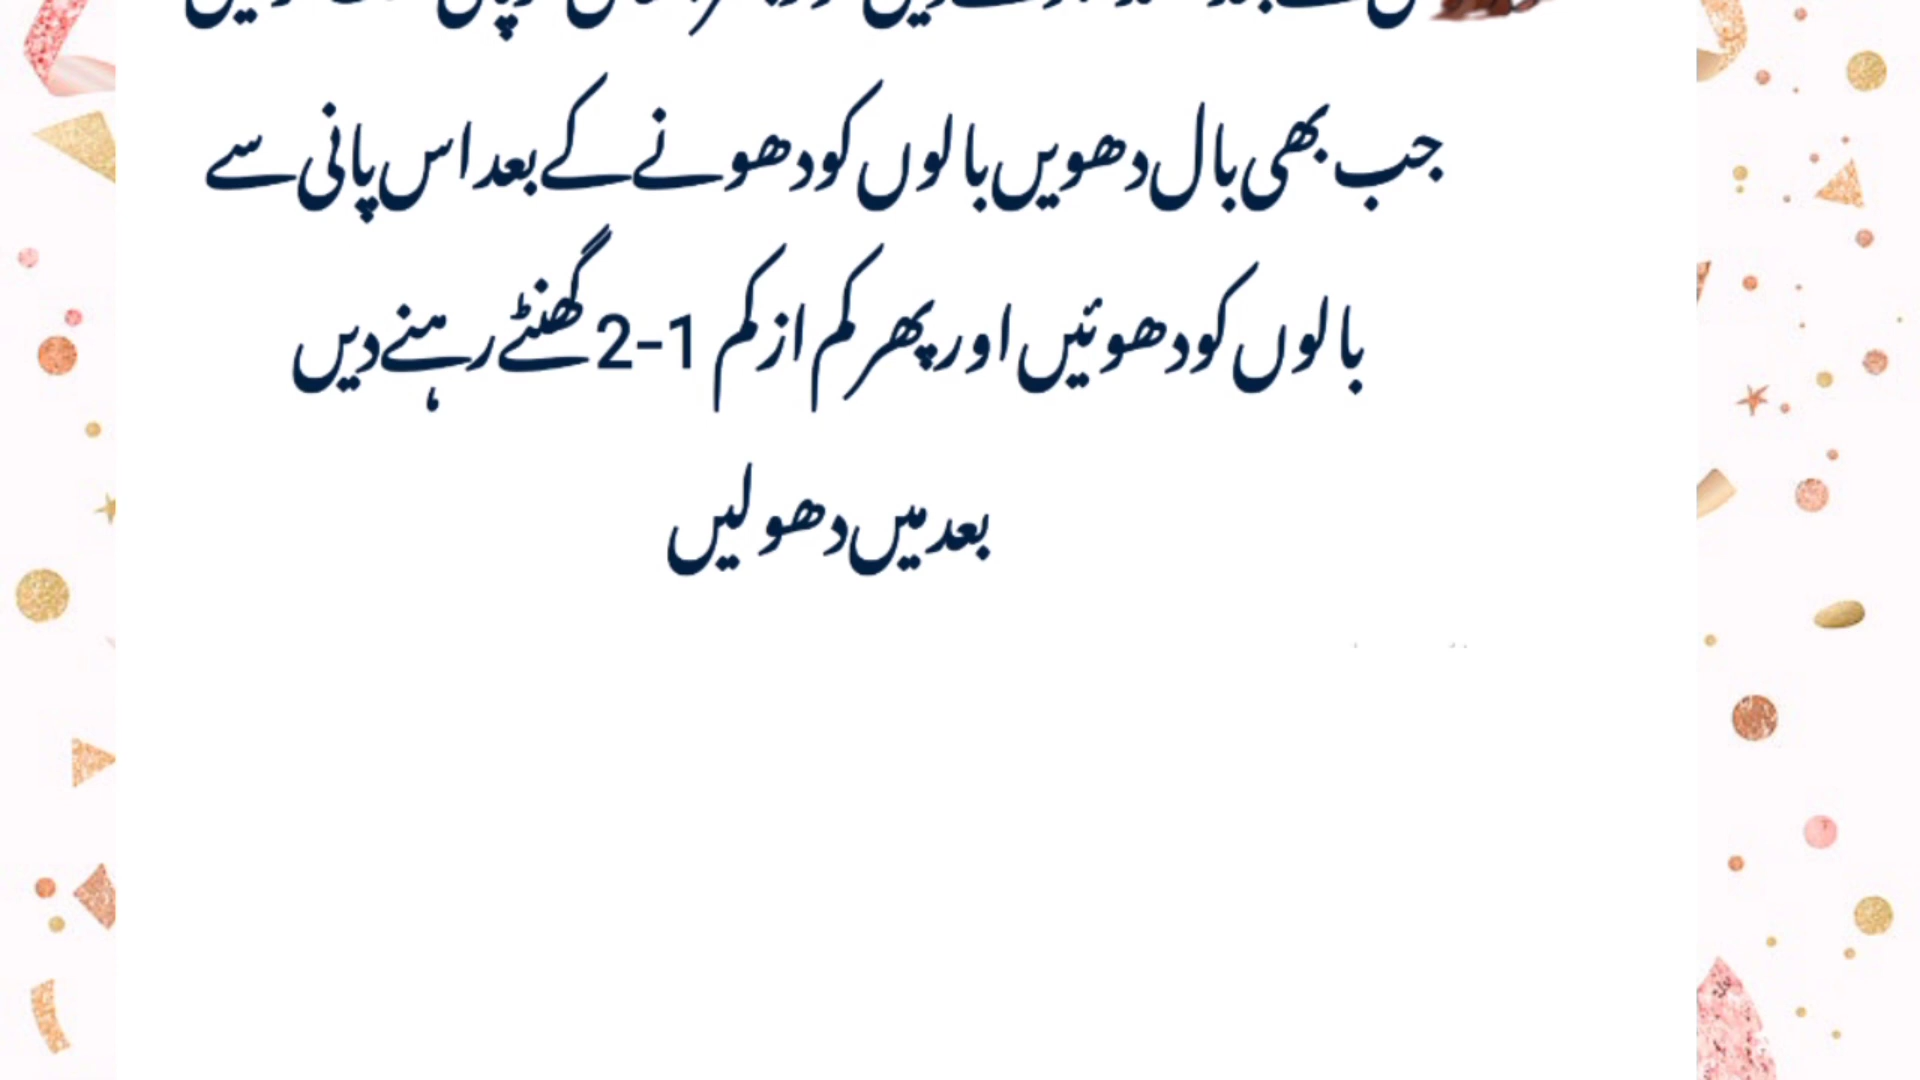 جب بھی بال دھویں بالوں کو دھونے کے بعد اس پانی سے
بالوں کو دھوئیں اور پھر کم از کم 1-2 گھنٹے رہنے دیں
بعد میں دھو لیں